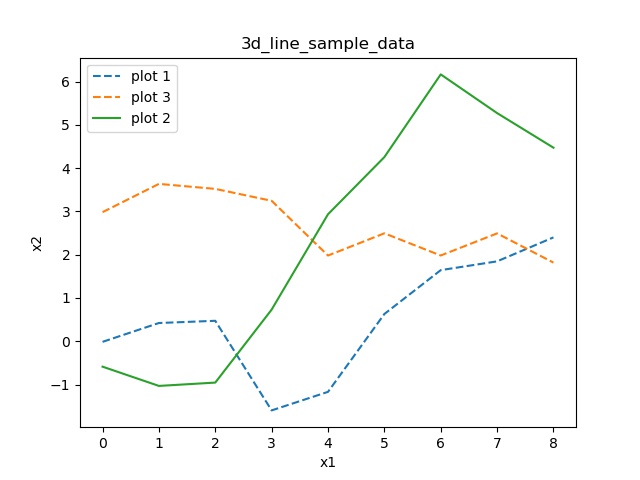 3d_line_sample_data
plot 1
plot 3
plot 2
6
5
4
3
2
1
0
−1
x2
0 1 2 3 4 5 6 7 8
x1